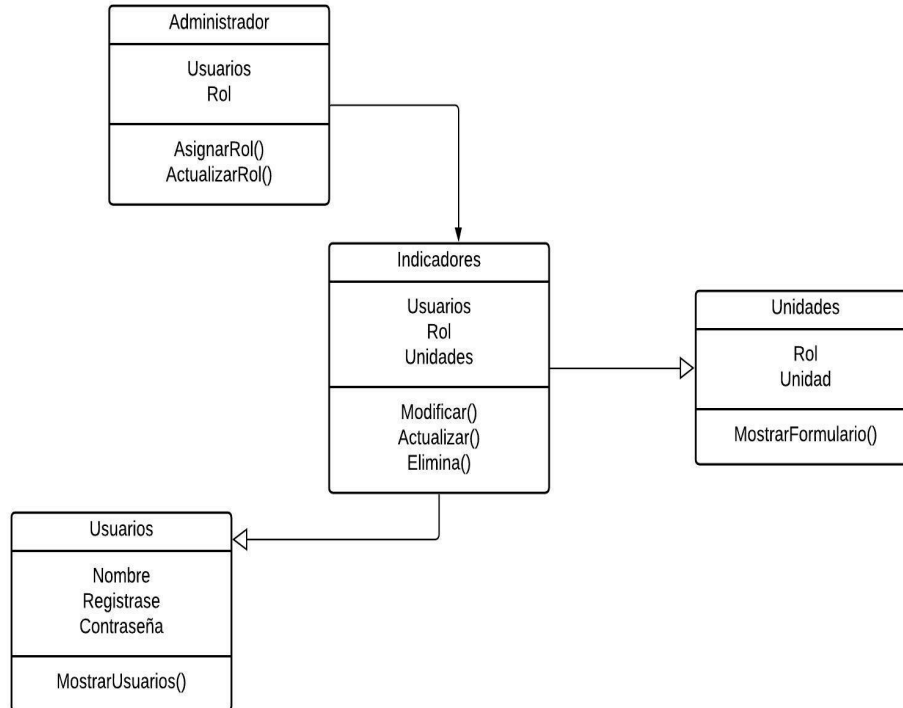 Administrador
Usuarios
Rol
AsignarRol()
ActualizarRol()
Indicadores
Usuarios
Rol
Unidades
Modificar()
Actualizar()
Elimina()
Unidades
Rol
Unidad
MostrarFormulario()
Usuarios
Nombre
Registrase
Contraseña
MostrarUsuarios()